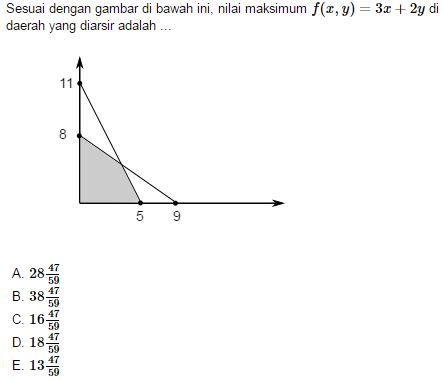 Sesuai dengan gambar di bawah ini, nilai maksimum f(x, y) = 3x + 2y di
daerah yang diarsir adalah ...
11
8
5 9
A. 28 47/59
B. 38 47/59
C. 16 47/59
D. 18 47/59
E. 13 47/59